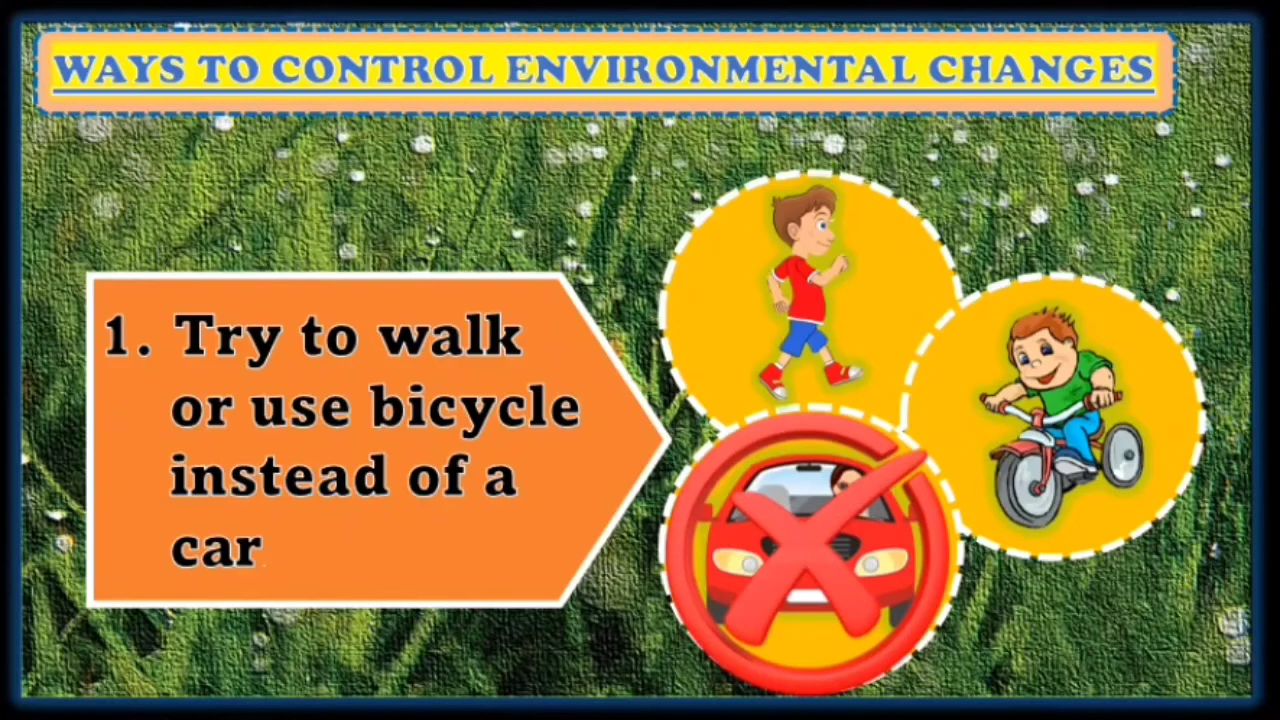 WAYS TO CONTROL ENVIRONMENTAL CHANGES
1. Try to walk
or use bicycle
instead of a
car